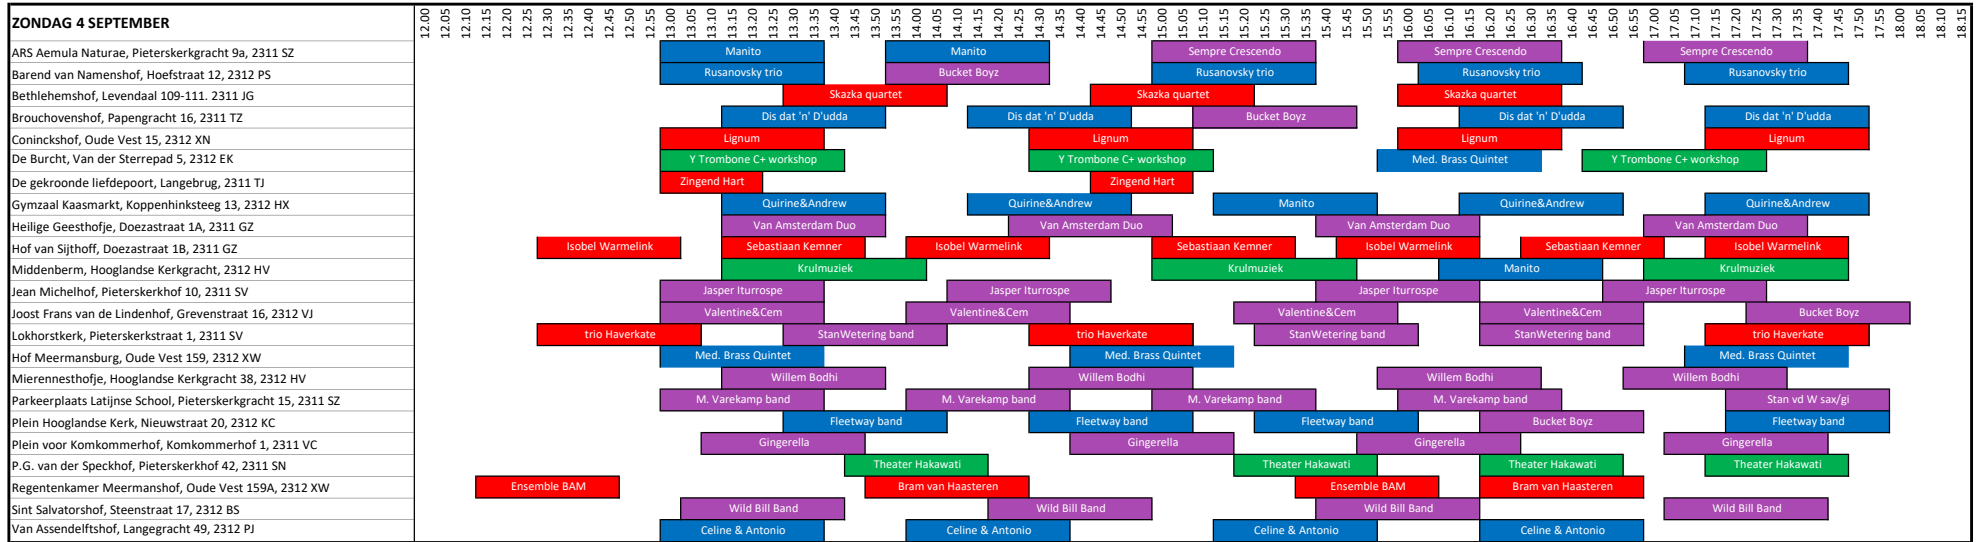 ZONDAG 4 SEPTEMBER 12.00 12.05 12.10 12.15 12.20 12.25 12.30 12.35 12.40 12.45 12.50 12.55 13.00 13.05 13.10 13.15 13.20 13.25 13.30 13.35 13.40 13.45 13.50 13.55 14.00 14.05 14.10 14.15 14.20 14.25 14.30 14.35 14.40 14.45 14.50 14.55 15.00 15.05 15.10 15.15 15.20 15.25 15.30 15.35 15.40 15.45 15.50 15.55 16.00 16.05 16.10 16.15 16.20 16.25 16.30 16.35 16.40 16.45 16.50 16.55 17.00 17.05 17.10 17.15 17.20 17.25 17.30 17.35 17.40 17.45 17.50 17.55 18.00 18.05 18.10 18.15
ARS Aemula Naturae, Pieterskerkgracht 9a, 2311 SZ Manito Manito Sempre Crescendo Sempre Crescendo Sempre Crescendo
Barend van Namenshof, Hoefstraat 12, 2312 PS Rusanovsky trio Bucket Boyz Rusanovsky trio Rusanovsky trio Rusanovsky trio
Bethlehemshof, Levendaal 109-111. 2311 JG Skazka quartet Skazka quartet Skazka quartet
Brouchovenshof, Papengracht 16, 2311 TZ Dis dat 'n' D'udda Dis dat 'n' D'udda Bucket Boyz Dis dat 'n' D'udda Dis dat 'n' D'udda
Coninckshof, Oude Vest 15, 2312 XN Lignum Lignum Lignum Lignum
De Burcht, Van der Sterrepad 5, 2312 EK Y Trombone C+ workshop Y Trombone C+ workshop Med. Brass Quintet Y Trombone C+ workshop
De gekroonde liefdepoort, Langebrug, 2311 TJ Zingend Hart Zingend Hart
Gymzaal Kaasmarkt, Koppenhinksteeg 13, 2312 HX Quirine&Andrew Quirine&Andrew Manito Quirine&Andrew Quirine&Andrew
Heilige Geesthofje, Doezastraat 1A, 2311 GZ Van Amsterdam Duo Van Amsterdam Duo Van Amsterdam Duo Van Amsterdam Duo
Hof van Sijthoff, Doezastraat 1B, 2311 GZ Isobel Warmelink Sebastiaan Kemner Isobel Warmelink Sebastiaan Kemner Isobel Warmelink Sebastiaan Kemner Isobel Warmelink
Middenberm, Hooglandse Kerkgracht, 2312 HV Krulmuziek Krulmuziek Manito Krulmuziek
Jean Michelhof, Pieterskerkhof 10, 2311 SV Jasper Iturrospe Jasper Iturrospe Jasper Iturrospe Jasper Iturrospe
Joost Frans van de Lindenhof, Grevenstraat 16, 2312 VJ Valentine&Cem Valentine&Cem Valentine&Cem Valentine&Cem Bucket Boyz
Lokhorstkerk, Pieterskerkstraat 1, 2311 SV trio Haverkate StanWetering band trio Haverkate StanWetering band StanWetering band trio Haverkate
Hof Meermansburg, Oude Vest 159, 2312 XW Med. Brass Quintet Med. Brass Quintet Med. Brass Quintet
Mierennesthofje, Hooglandse Kerkgracht 38, 2312 HV Willem Bodhi Willem Bodhi Willem Bodhi Willem Bodhi
Parkeerplaats Latijnse School, Pieterskerkgracht 15, 2311 SZ M. Varekamp band M. Varekamp band M. Varekamp band M. Varekamp band Stan vd W sax/gi
Plein Hooglandse Kerk, Nieuwstraat 20, 2312 KC Fleetway band Fleetway band Fleetway band Bucket Boyz Fleetway band
Plein voor Komkommerhof, Komkommerhof 1, 2311 VC Gingerella Gingerella Gingerella Gingerella
P.G. van der Speckhof, Pieterskerkhof 42, 2311 SN Theater Hakawati Theater Hakawati Theater Hakawati Theater Hakawati
Regentenkamer Meermanshof, Oude Vest 159A, 2312 XW Ensemble BAM Bram van Haasteren Ensemble BAM Bram van Haasteren
Sint Salvatorshof, Steenstraat 17, 2312 BS Wild Bill Band Wild Bill Band Wild Bill Band Wild Bill Band
Van Assendelftshof, Langegracht 49, 2312 PJ Celine & Antonio Celine & Antonio Celine & Antonio Celine & Antonio